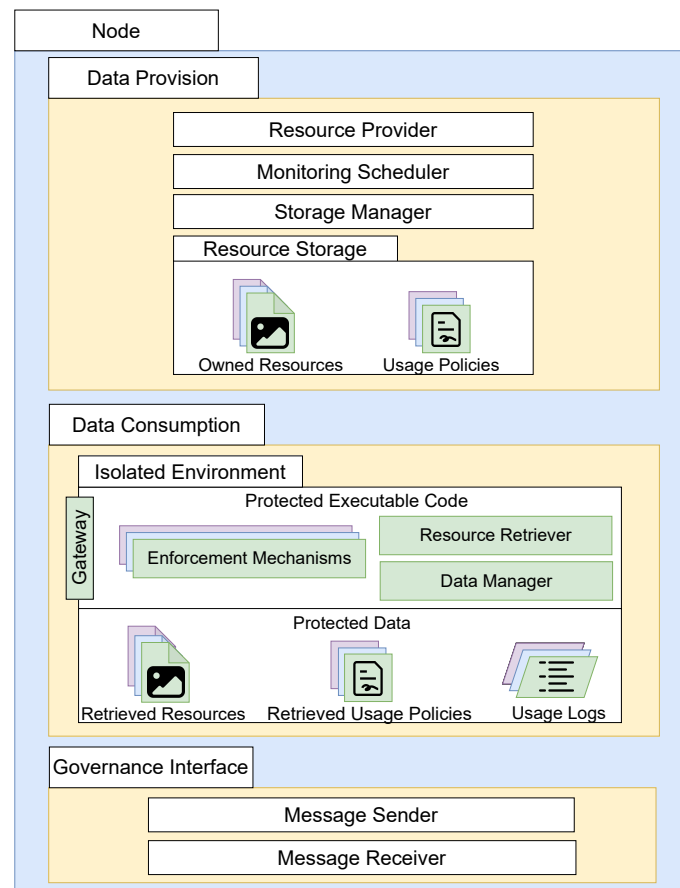 Node
Data Provision
Resource Provider
Monitoring Scheduler
Storage Manager
Resource Storage
Owned Resources
Usage Policies
Data Consumption
Isolated Environment
Protected Executable Code
Gateway
Enforcement Mechanisms
Resource Retriever
Data Manager
Protected Data
Retrieved Resources
Retrieved Usage Policies
Usage Logs
Governance Interface
Message Sender
Message Receiver